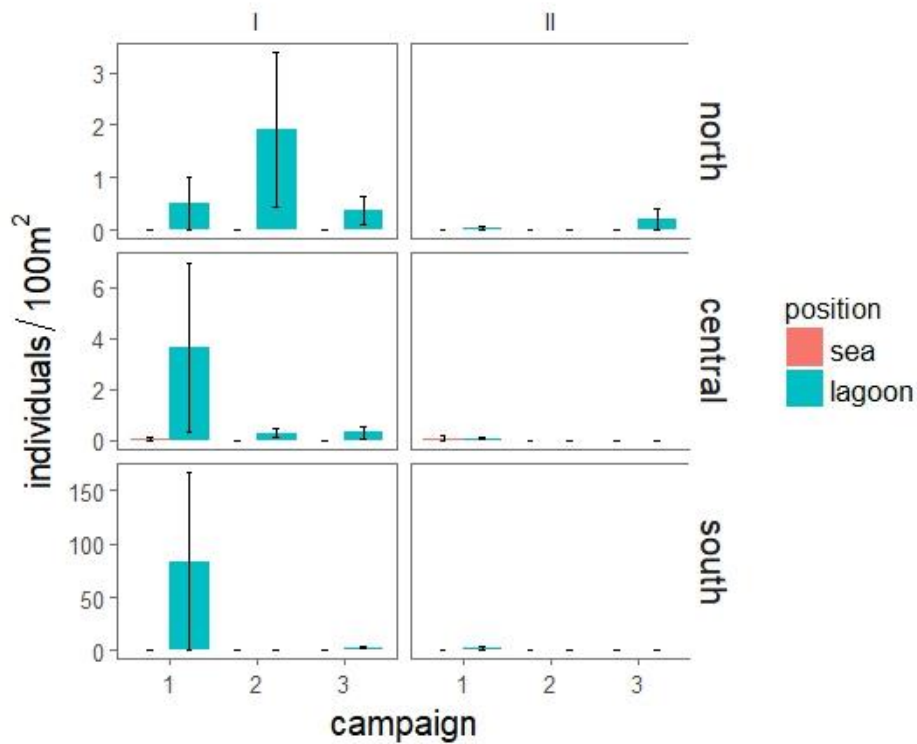 I II
3
2
1
0
north
6
4
2
0
central
150
100
50
0
south
individuals / 100m²
1 2 3 1 2 3
campaign
position
sea
lagoon